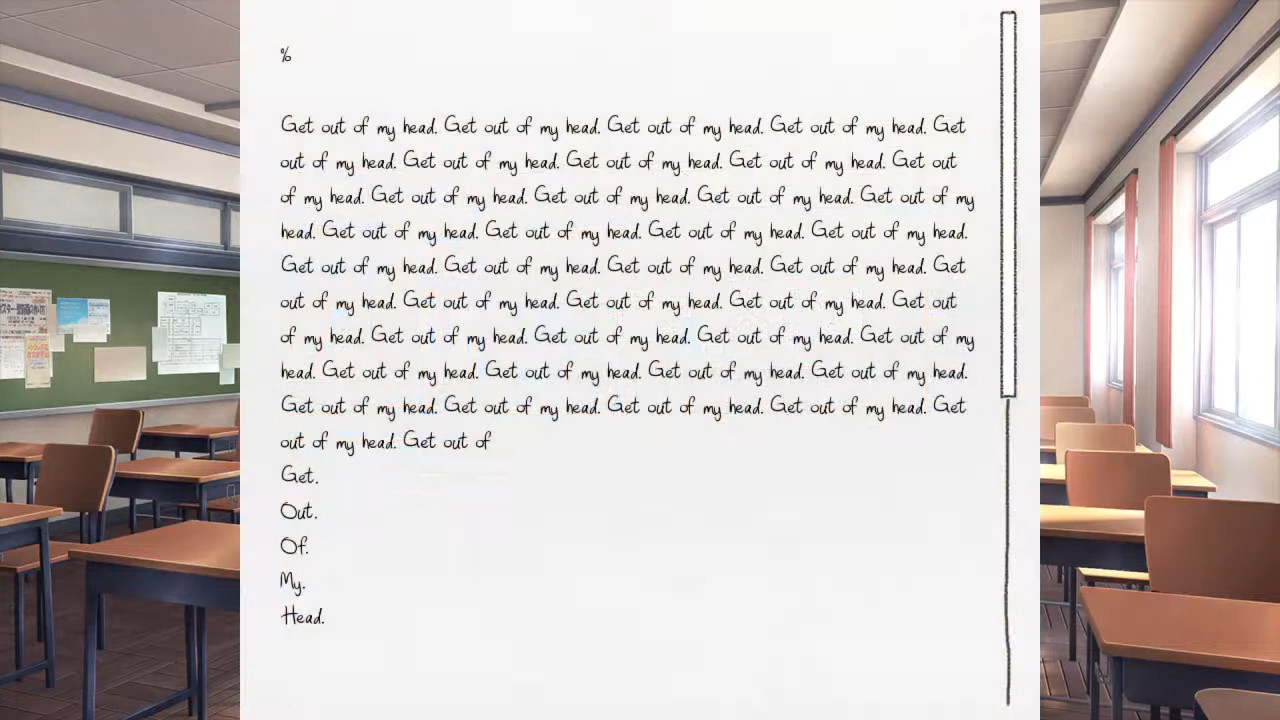 %
Get out of my head. Get out of my head. Get out of my head. Get out of my head. Get
out of my head. Get out of my head. Get out of my head. Get out of my head. Get out
of my head. Get out of my head. Get out of my head. Get out of my head. Get out of my
head. Get out of my head. Get out of my head. Get out of my head. Get out of my head.
Get out of my head. Get out of my head. Get out of my head. Get out of my head. Get
out of my head. Get out of my head. Get out of my head. Get out of my head. Get out
of my head. Get out of my head. Get out of my head. Get out of my head. Get out of my
head. Get out of my head. Get out of my head. Get out of my head. Get out of my head.
Get out of my head. Get out of my head. Get out of my head. Get out of my head. Get
out of my head. Get out of
Get.
Out.
Of.
My.
Head.